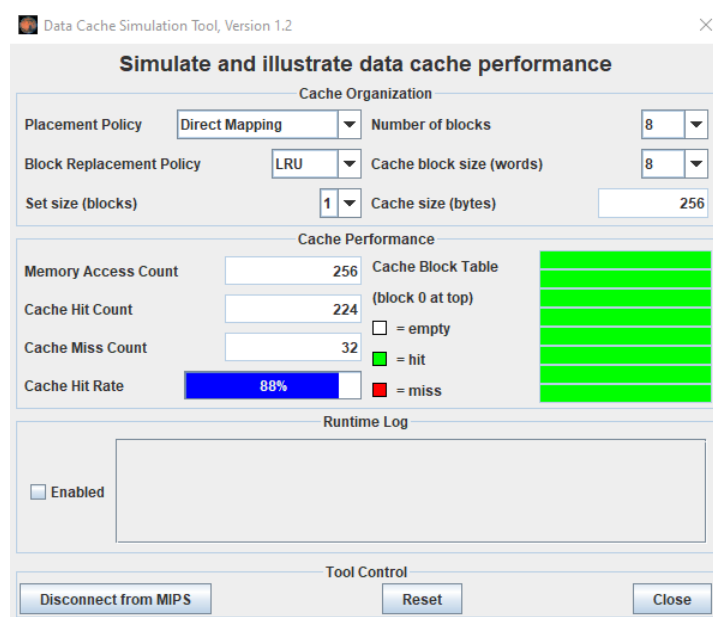 Data Cache Simulation Tool, Version 1.2
Simulate and illustrate data cache performance
Cache Organization
Placement Policy Direct Mapping Number of blocks 8
Block Replacement Policy LRU Cache block size (words) 8
Set size (blocks) 1 Cache size (bytes) 256
Cache Performance
Memory Access Count 256 Cache Block Table
(block 0 at top)
Cache Hit Count 224
= empty
Cache Miss Count 32
= hit
Cache Hit Rate 88% = miss
Runtime Log
Enabled
Tool Control
Disconnect from MIPS Reset Close